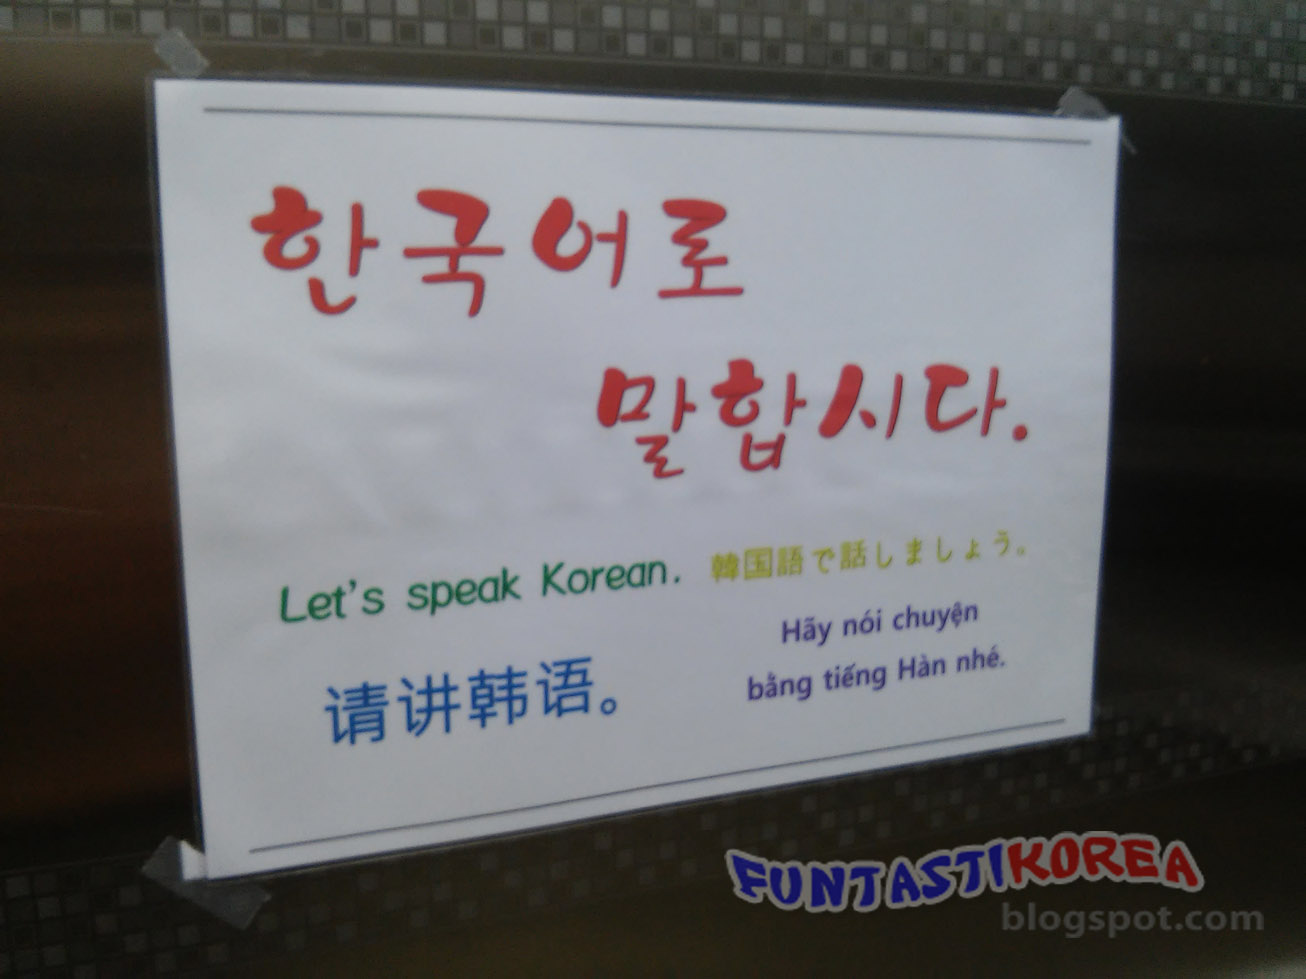 한국어로
말합시다.
Let's speak Korean.
韓国語で話しましょう。
请讲韩语。
Hãy nói chuyện
bằng tiếng Hàn nhé.
FUNTASTIKOREA
blogspot.com